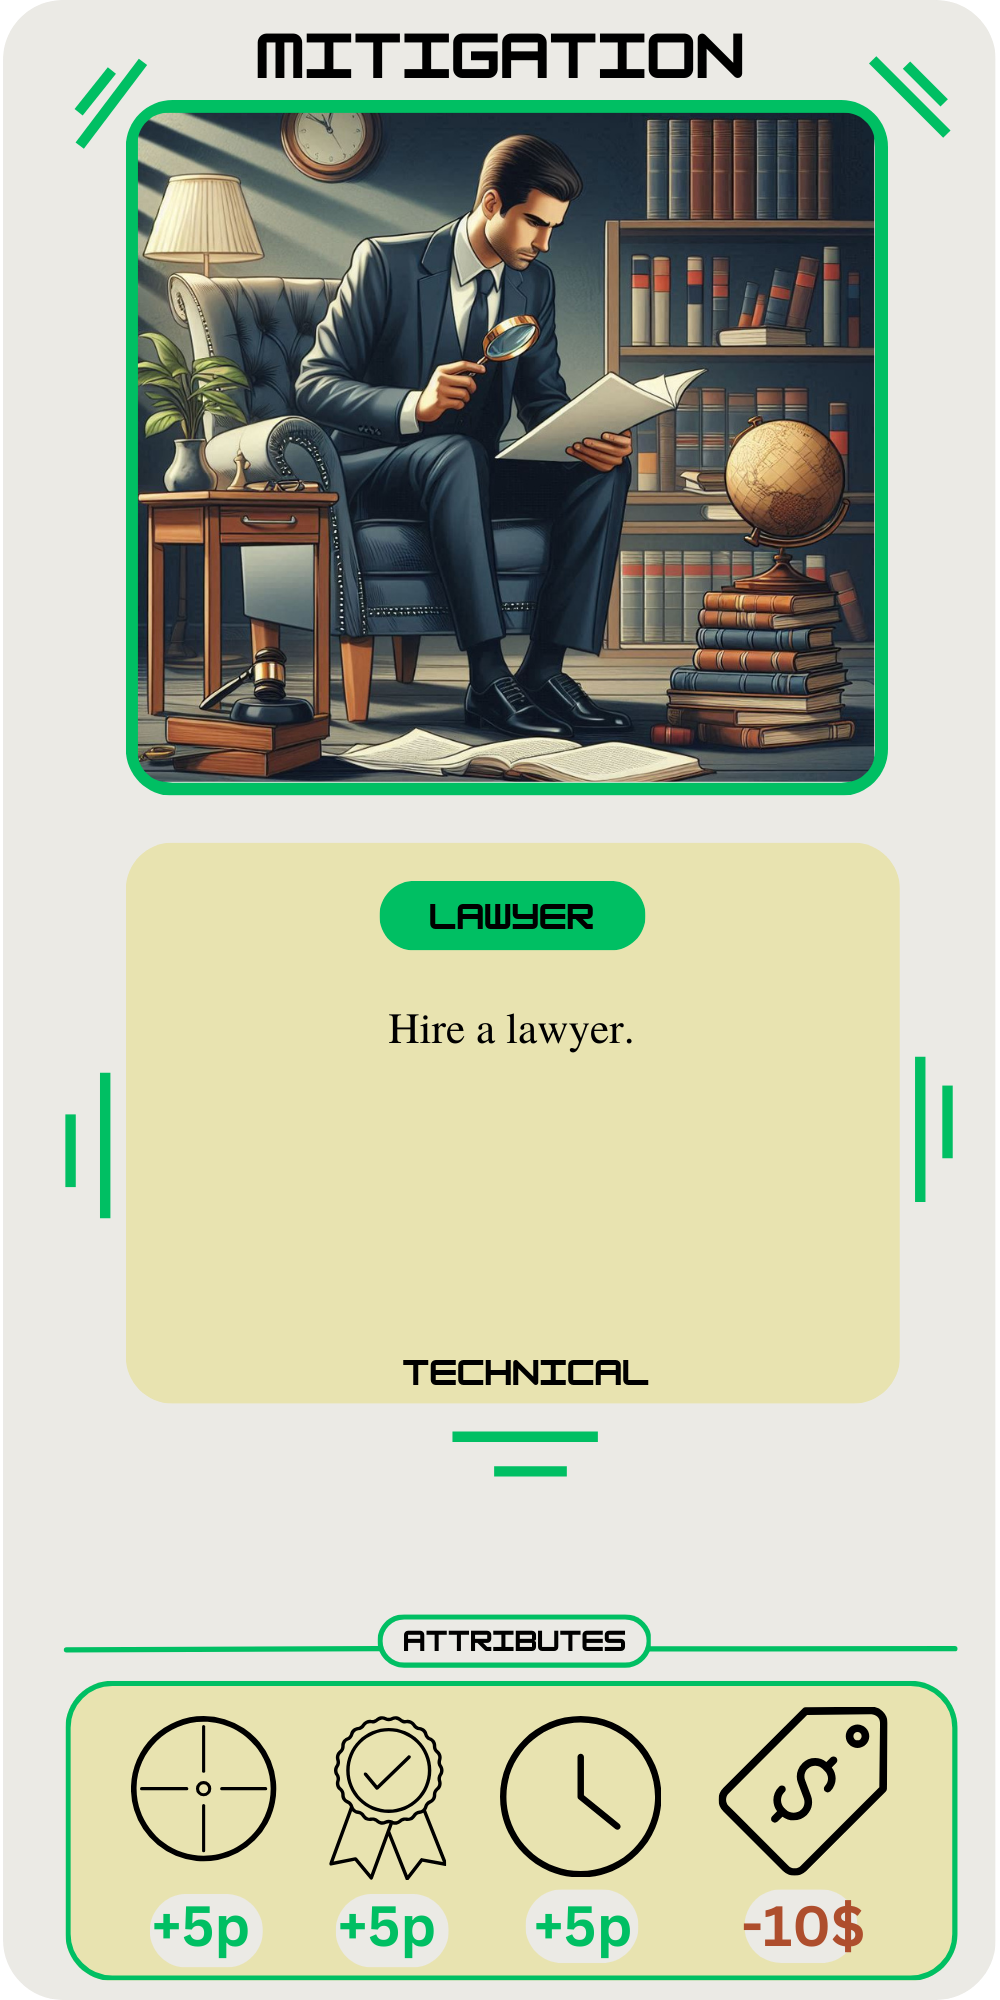 MITIGATION
LAWYER
Hire a lawyer.
TECHNICAL
ATTRIBUTES
$
+5p +5p +5p -10$